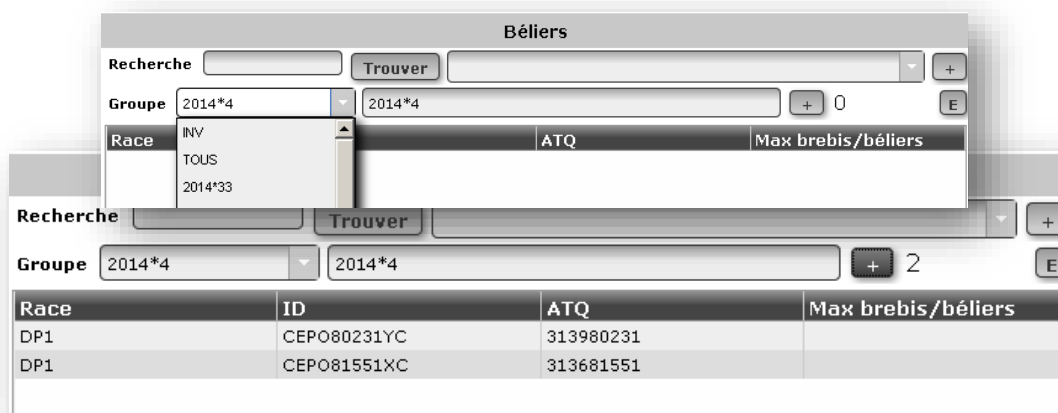 Béliers
Recherche Trouver +
Groupe 2014*4 2014*4 + 0 E
Race ATQ Max brebis/béliers
INV
TOUS
2014*33
Recherche Trouver +
Groupe 2014*4 2014*4 + 2 E
Race ID ATQ Max brebis/béliers
DP1 CEPO80231YC 313980231
DP1 CEPO81551XC 313681551